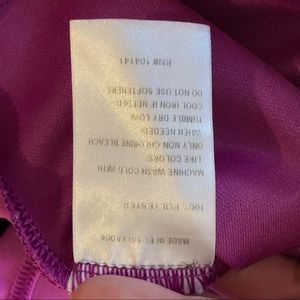 MADE IN EL SALVADOR
100% POLYESTER
MACHINE WASH COLD WITH
LIKE COLORS.
ONLY NON CHLORINE BLEACH
WHEN NEEDED
TUMBLE DRY LOW
COOL IRON IF NEEDED
DO NOT USE SOFTENERS
RN# 104141